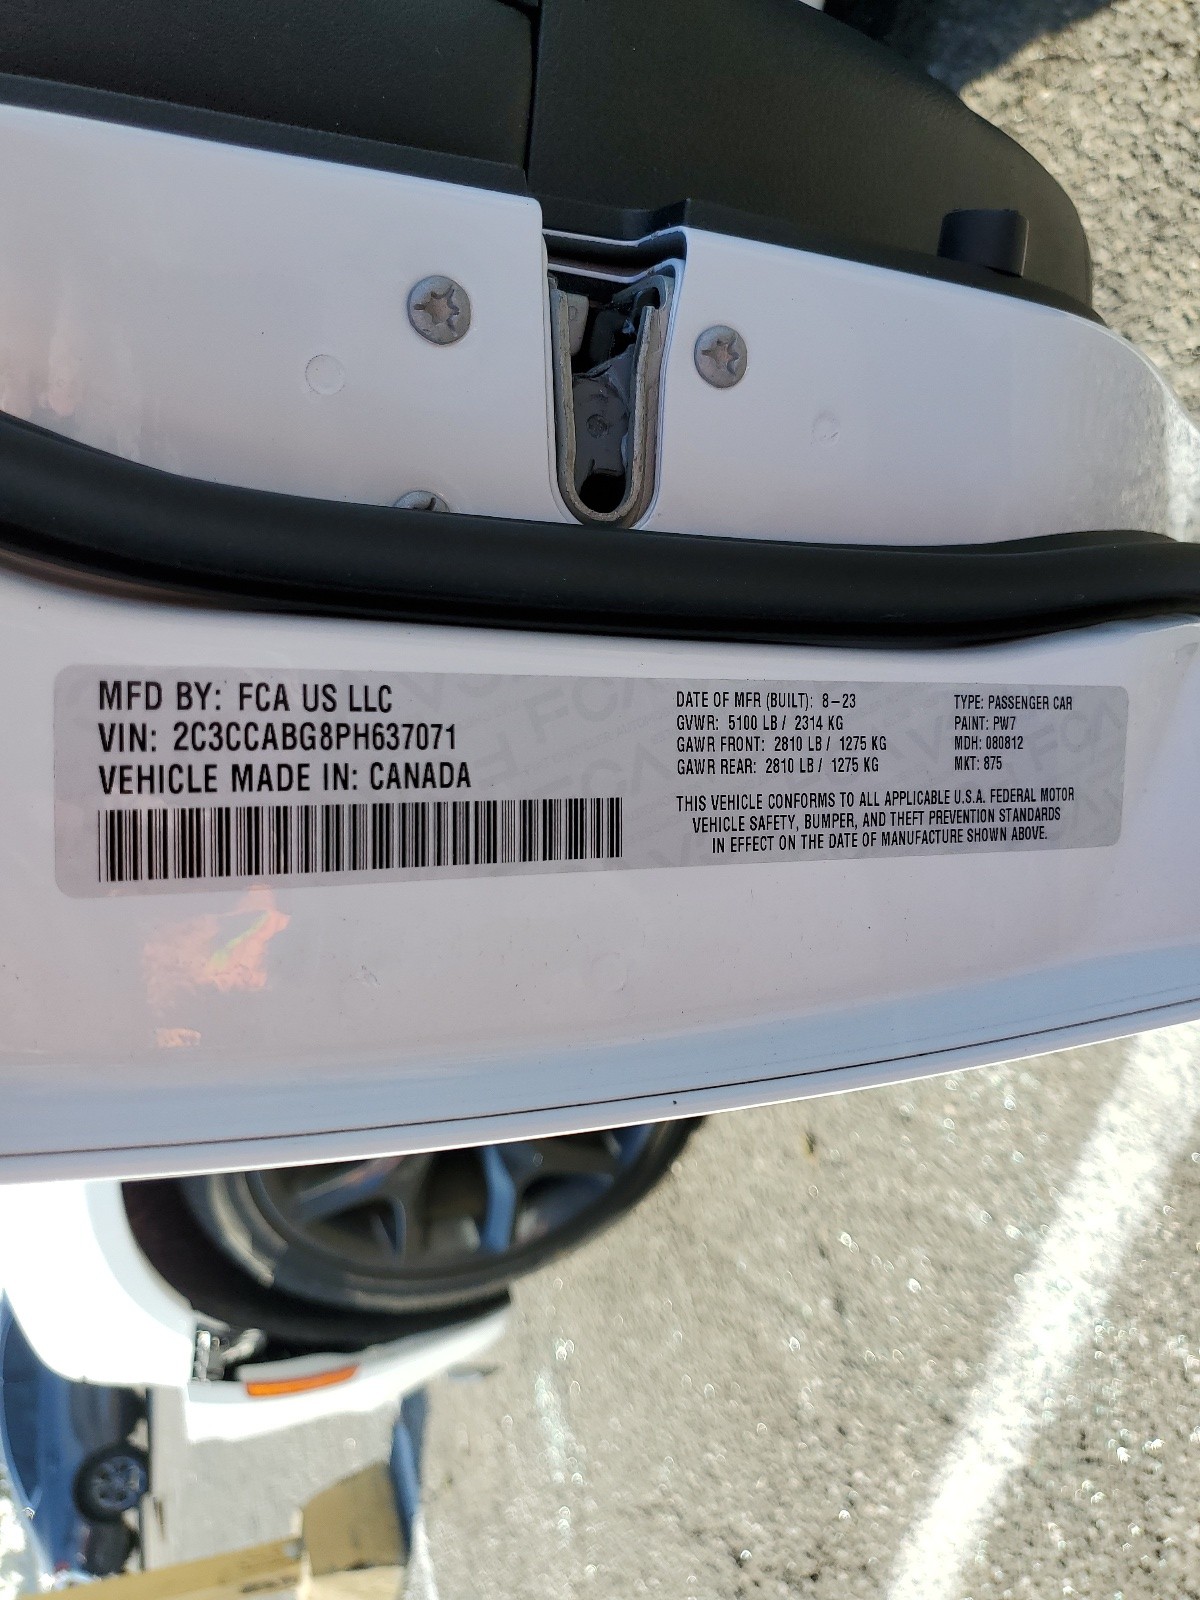 MFD BY: FCA US LLC
VIN: 2C3CCABG8PH637071
VEHICLE MADE IN: CANADA
DATE OF MFR (BUILT): 8-23
GVWR: 5100 LB / 2314 KG
GAWR FRONT: 2810 LB / 1275 KG
GAWR REAR: 2810 LB / 1275 KG
TYPE: PASSENGER CAR
PAINT: PW7
MDH: 080812
MKT: 875
THIS VEHICLE CONFORMS TO ALL APPLICABLE U.S.A. FEDERAL MOTOR
VEHICLE SAFETY, BUMPER, AND THEFT PREVENTION STANDARDS
IN EFFECT ON THE DATE OF MANUFACTURE SHOWN ABOVE.